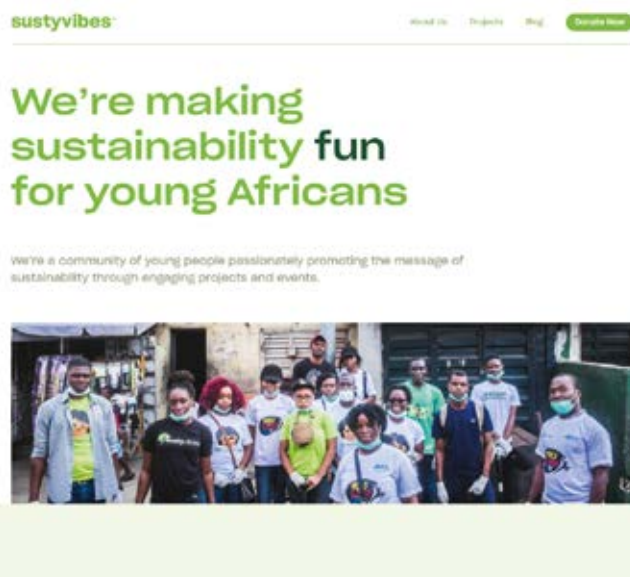 sustyvibes
About Us
Projects
Blog
Donate Now
We're making
sustainability fun
for young Africans
We're a community of young people passionately promoting the message of
sustainability through engaging projects and events.